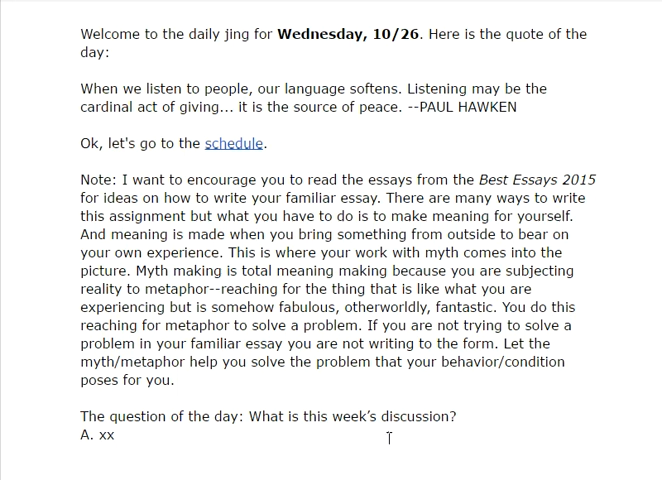 Welcome to the daily jing for Wednesday, 10/26. Here is the quote of the
day:
When we listen to people, our language softens. Listening may be the
cardinal act of giving... it is the source of peace. --PAUL HAWKEN
Ok, let's go to the schedule.
Note: I want to encourage you to read the essays from the Best Essays 2015
for ideas on how to write your familiar essay. There are many ways to write
this assignment but what you have to do is to make meaning for yourself.
And meaning is made when you bring something from outside to bear on
your own experience. This is where your work with myth comes into the
picture. Myth making is total meaning making because you are subjecting
reality to metaphor--reaching for the thing that is like what you are
experiencing but is somehow fabulous, otherworldly, fantastic. You do this
reaching for metaphor to solve a problem. If you are not trying to solve a
problem in your familiar essay you are not writing to the form. Let the
myth/metaphor help you solve the problem that your behavior/condition
poses for you.
The question of the day: What is this week’s discussion?
A. xx